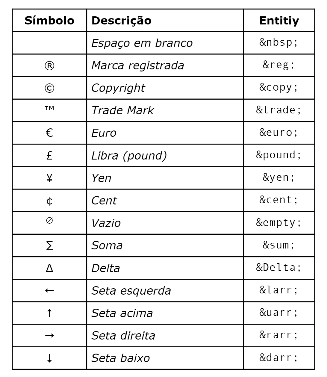 Símbolo Descrição Entitiy
Espaço em branco &nbsp;
® Marca registrada &reg;
© Copyright &copy;
™ Trade Mark &trade;
€ Euro &euro;
£ Libra (pound) &pound;
¥ Yen &yen;
¢ Cent &cent;
∅ Vazio &empty;
Σ Soma &sum;
Δ Delta &Delta;
← Seta esquerda &larr;
↑ Seta acima &uarr;
→ Seta direita &rarr;
↓ Seta baixo &darr;